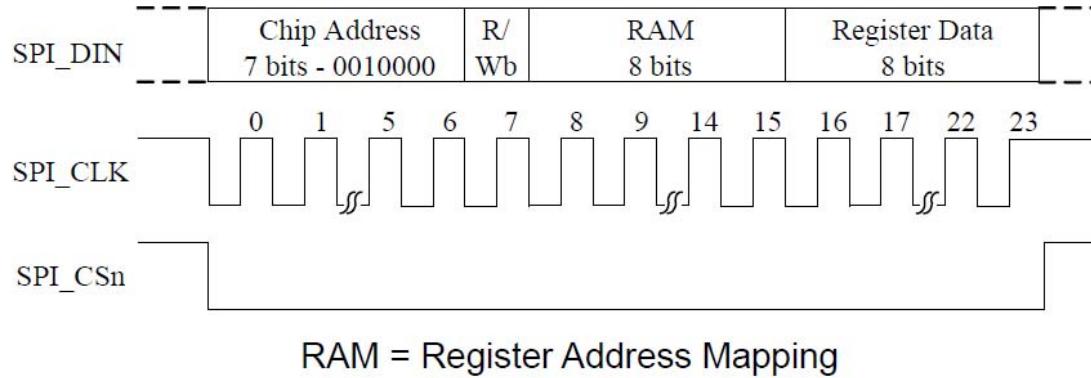 SPI_DIN
Chip Address
7 bits - 0010000
R/
Wb
RAM
8 bits
Register Data
8 bits
SPI_CLK
0 1 5 6 7 8 9 14 15 16 17 22 23
SPI_CSn
RAM = Register Address Mapping